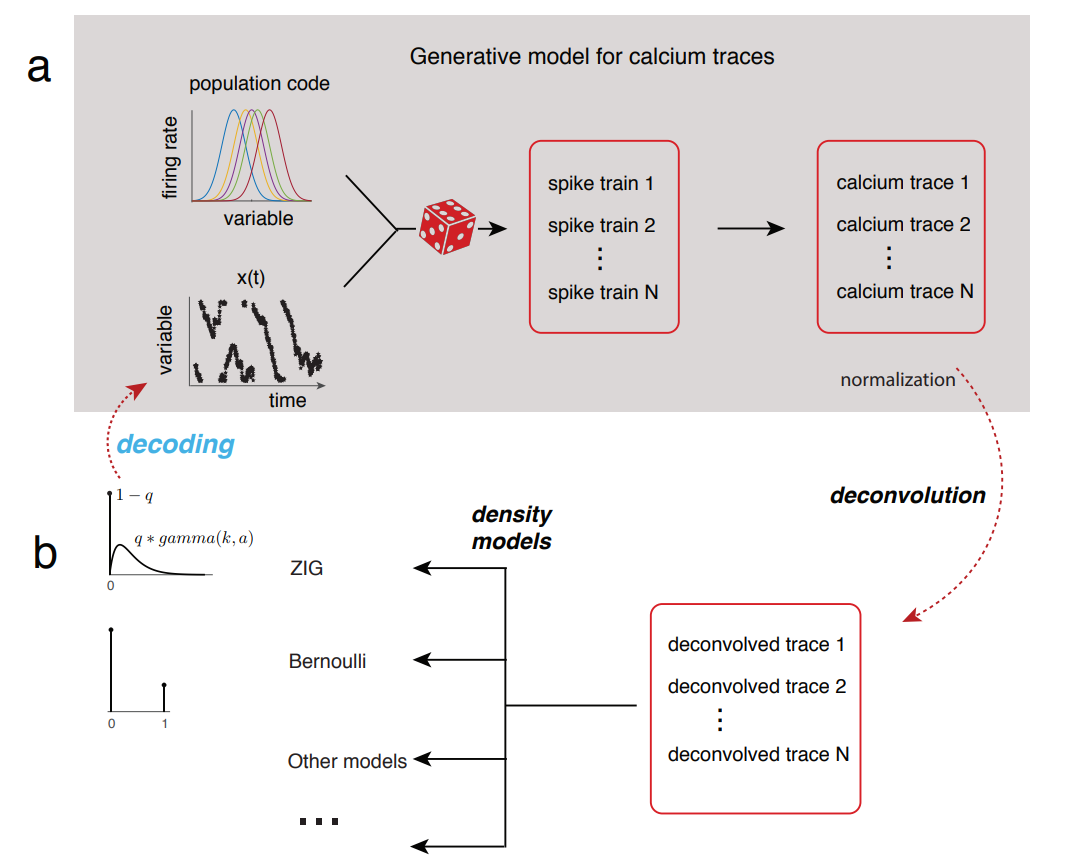 a
Generative model for calcium traces
population code
firing rate
variable
x(t)
variable
time
spike train 1
spike train 2
⋮
spike train N
calcium trace 1
calcium trace 2
⋮
calcium trace N
normalization
decoding
deconvolution
b
1 − q
q ∗ gamma(k, a)
0
density
models
ZIG
Bernoulli
0 1
Other models
...
deconvolved trace 1
deconvolved trace 2
⋮
deconvolved trace N